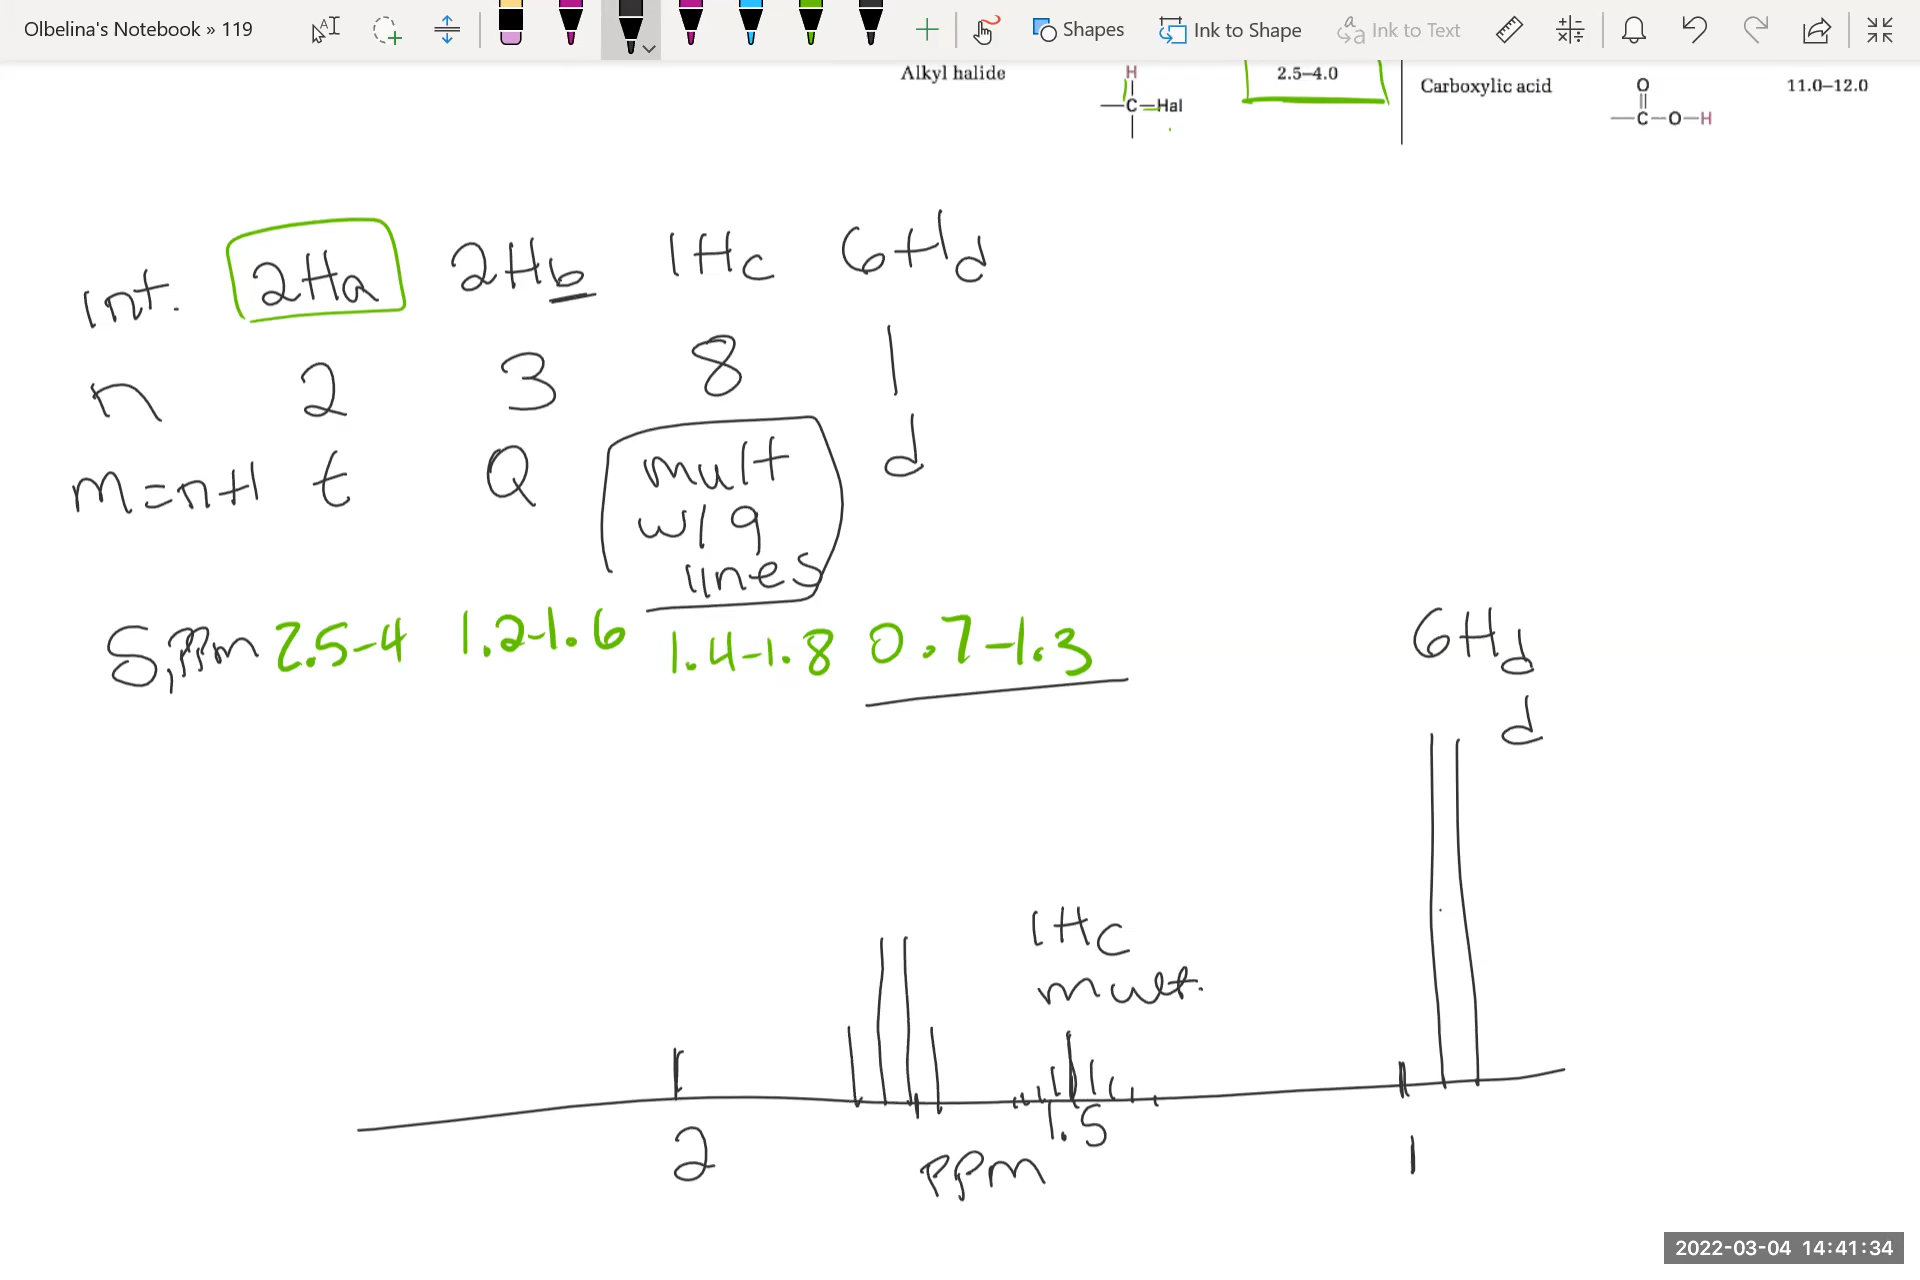 Olbelina's Notebook » 119
Shapes
Ink to Shape
Ink to Text
Alkyl halide
H
—C—Hal
2.5–4.0
Carboxylic acid
O
—C—O—H
11.0–12.0
Int. 2Ha 2Hb 1Hc 6Hd
n 2 3 8 1
m=n+1 t Q mult d
w/ 9
lines
δ, ppm 2.5-4 1.2-1.6 1.4-1.8 0.7-1.3
6Hd
d
1Hc
mult.
2 1.5 1
ppm
2022-03-04 14:41:34